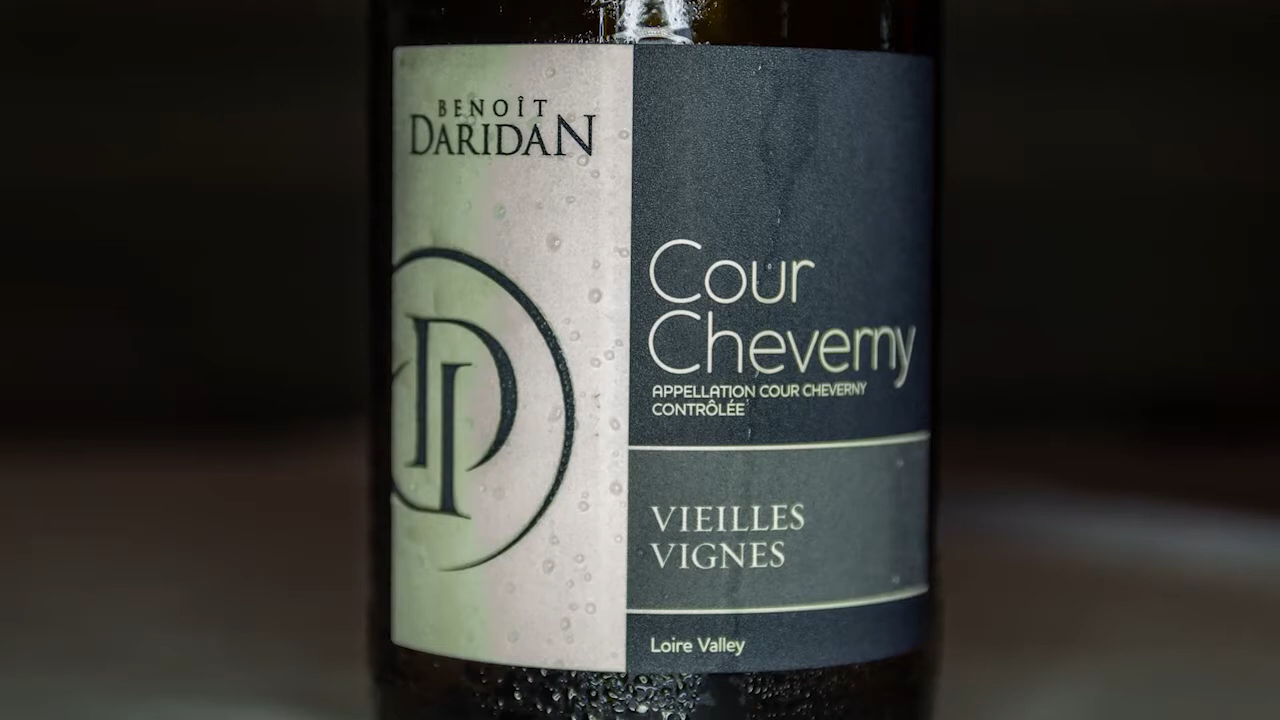 BENOÎT
DARIDAN
Cour
Cheverny
APPELLATION COUR CHEVERNY
CONTRÔLÉE
VIEILLES
VIGNES
Loire Valley